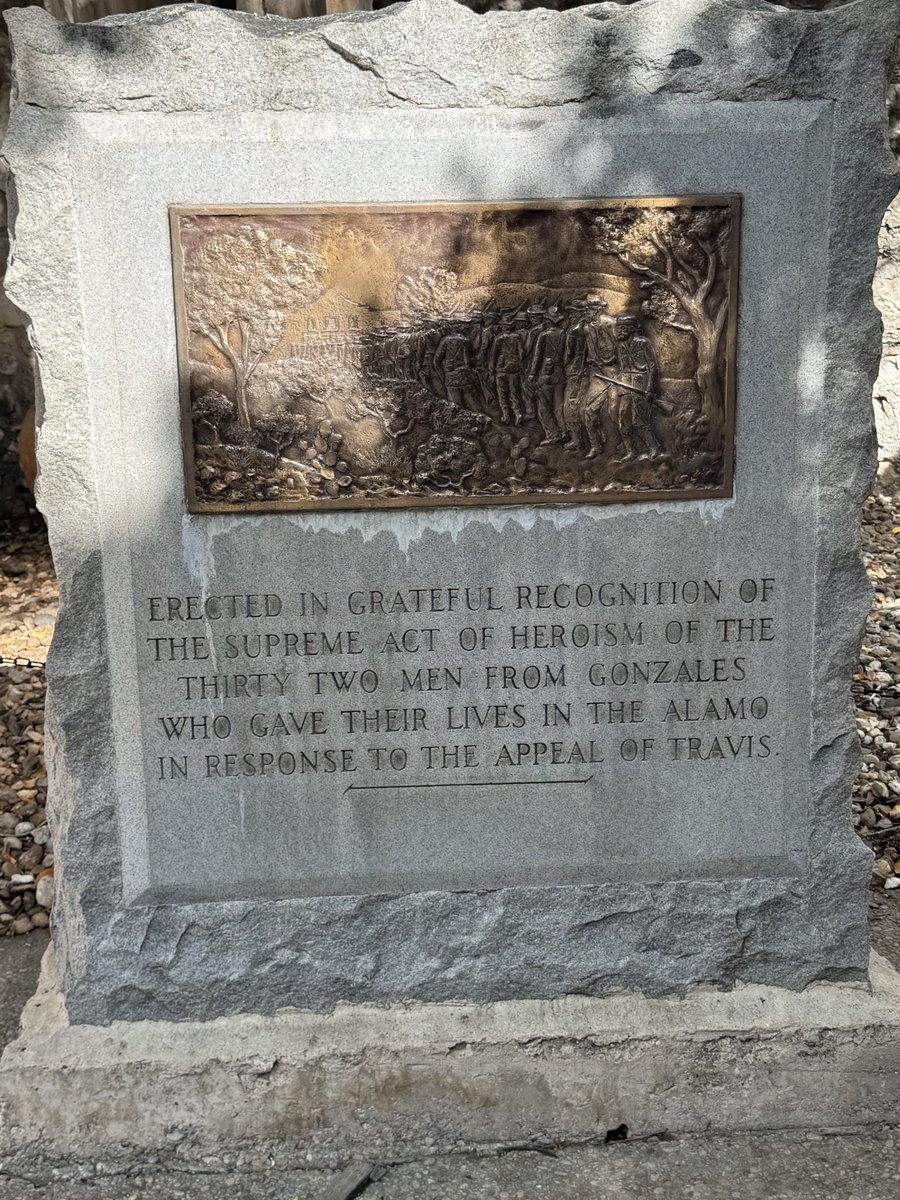 ERECTED IN GRATEFUL RECOGNITION OF
THE SUPREME ACT OF HEROISM OF THE
THIRTY TWO MEN FROM GONZALES
WHO GAVE THEIR LIVES IN THE ALAMO
IN RESPONSE TO THE APPEAL OF TRAVIS.